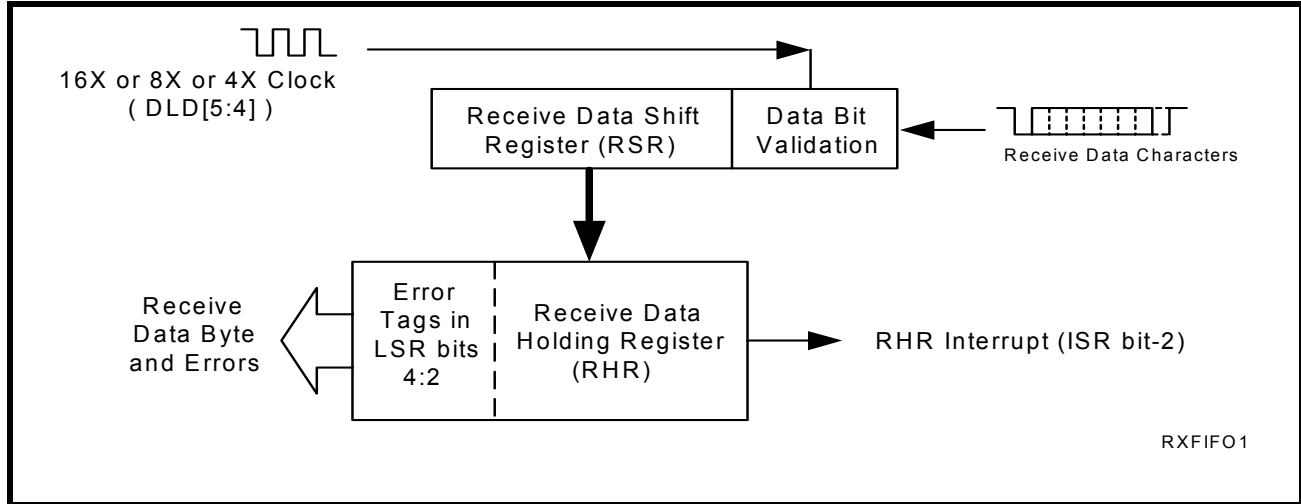 16X or 8X or 4X Clock
( DLD[5:4] )
Receive Data Shift
Register (RSR)
Data Bit
Validation
Receive Data Characters
Receive
Data Byte
and Errors
Error
Tags in
LSR bits
4:2
Receive Data
Holding Register
(RHR)
RHR Interrupt (ISR bit-2)
RXFIFO1